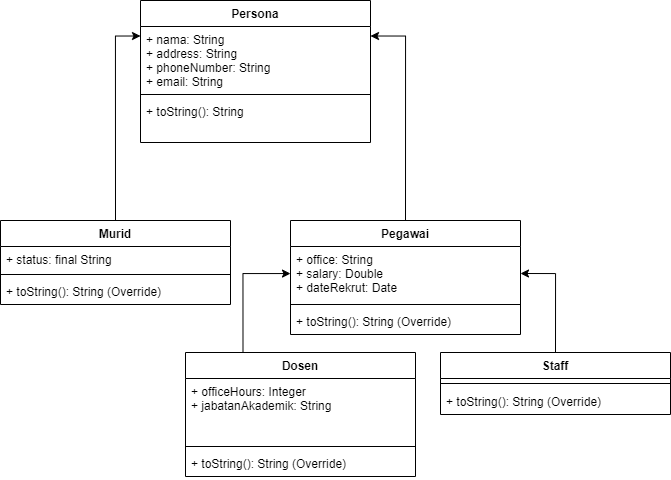 Persona
+ nama: String
+ address: String
+ phoneNumber: String
+ email: String
+ toString(): String
Murid
+ status: final String
+ toString(): String (Override)
Pegawai
+ office: String
+ salary: Double
+ dateRekrut: Date
+ toString(): String (Override)
Dosen
+ officeHours: Integer
+ jabatanAkademik: String
+ toString(): String (Override)
Staff
+ toString(): String (Override)